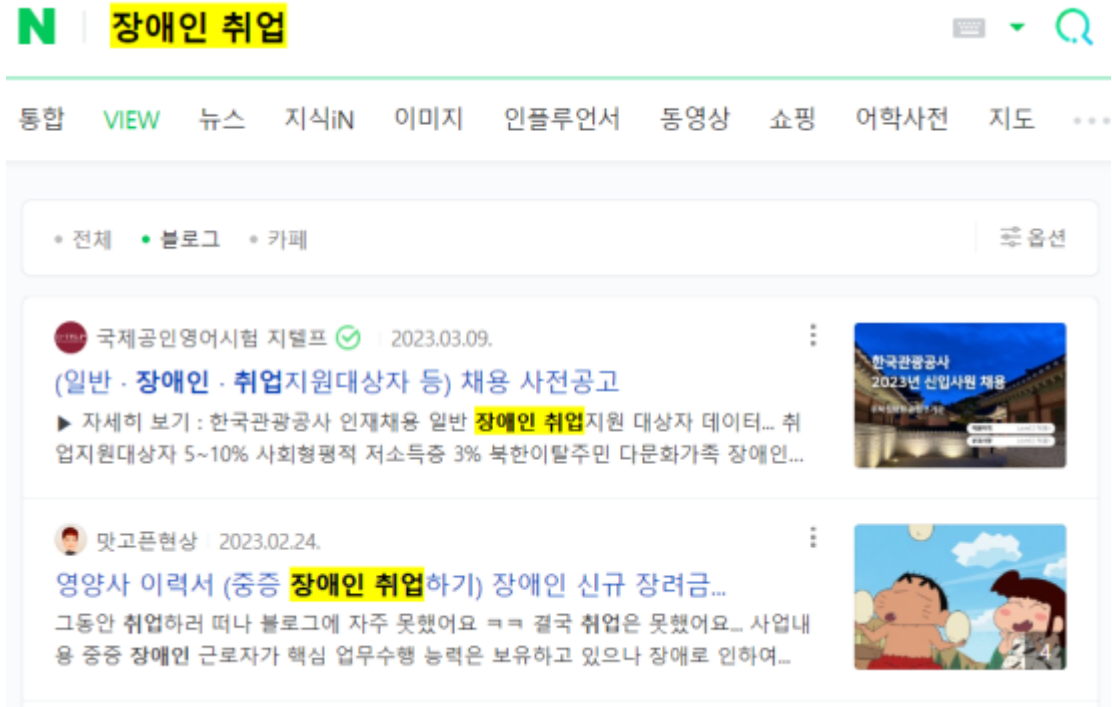 N 장애인 취업
통합 VIEW 뉴스 지식iN 이미지 인플루언서 동영상 쇼핑 어학사전 지도
전체 블로그 카페 옵션
국제공인영어시험 지텔프 2023.03.09.
(일반 · 장애인 · 취업지원대상자 등) 채용 사전공고
▶ 자세히 보기 : 한국관광공사 인재채용 일반 장애인 취업지원 대상자 데이터... 취
업지원대상자 5~10% 사회형평적 저소득층 3% 북한이탈주민 다문화가족 장애인...
한국관광공사
2023년 신입사원 채용
맛고픈현상 2023.02.24.
영양사 이력서 (중증 장애인 취업하기) 장애인 신규 장려금...
그동안 취업하러 떠나 블로그에 자주 못했어요 ㅋㅋ 결국 취업은 못했어요... 사업내
용 중증 장애인 근로자가 핵심 업무수행 능력은 보유하고 있으나 장애로 인하여...
4